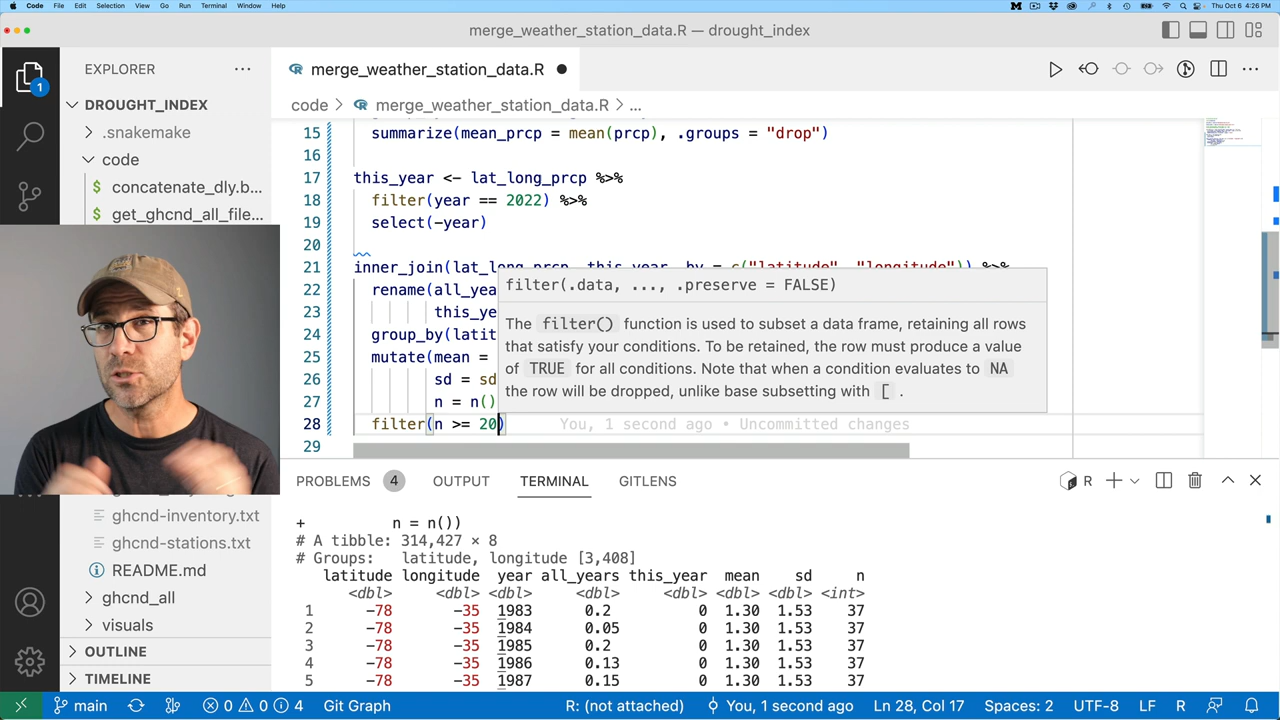 Code File Edit Selection View Go Run Terminal Window Help
Thu Oct 6 4:26 PM
merge_weather_station_data.R — drought_index
EXPLORER
merge_weather_station_data.R
1
DROUGHT_INDEX
code > merge_weather_station_data.R > ...
.snakemake
code
concatenate_dly.b...
get_ghcnd_all_file...
ghcnd-inventory.txt
ghcnd-stations.txt
README.md
ghcnd_all
visuals
OUTLINE
TIMELINE
15 summarize(mean_prcp = mean(prcp), .groups = "drop")
16
17 this_year <- lat_long_prcp %>%
18 filter(year == 2022) %>%
19 select(-year)
20
21 inner_join(lat_long_prcp, this_year, by = c("latitude", "longitude")) %>%
22 rename(all_yea
23 this_ye
24 group_by(latit
25 mutate(mean =
26 sd = sd
27 n = n()
28 filter(n >= 20) You, 1 second ago • Uncommitted changes
29
filter(.data, ..., .preserve = FALSE)
The filter() function is used to subset a data frame, retaining all rows
that satisfy your conditions. To be retained, the row must produce a value
of TRUE for all conditions. Note that when a condition evaluates to NA
the row will be dropped, unlike base subsetting with [ .
PROBLEMS 4 OUTPUT TERMINAL GITLENS
R
+ n = n())
# A tibble: 314,427 × 8
# Groups: latitude, longitude [3,408]
latitude longitude year all_years this_year mean sd n
<dbl> <dbl> <dbl> <dbl> <dbl> <dbl> <dbl> <int>
1 -78 -35 1983 0.2 0 1.30 1.53 37
2 -78 -35 1984 0.05 0 1.30 1.53 37
3 -78 -35 1985 0.2 0 1.30 1.53 37
4 -78 -35 1986 0.13 0 1.30 1.53 37
5 -78 -35 1987 0.15 0 1.30 1.53 37
main 0 0 4 Git Graph R: (not attached) You, 1 second ago Ln 28, Col 17 Spaces: 2 UTF-8 LF R